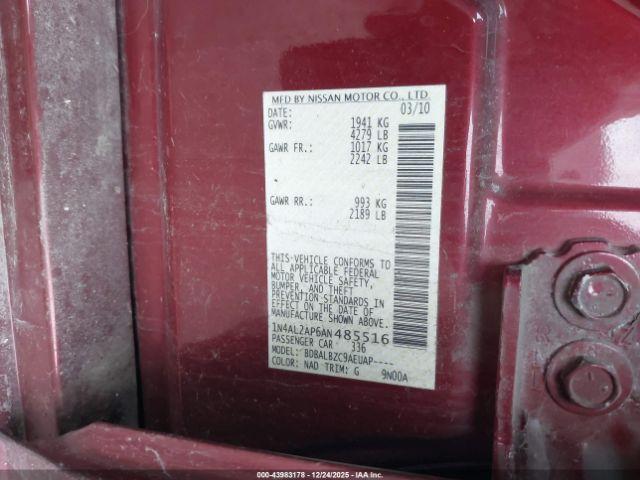 MFD BY NISSAN MOTOR CO., LTD.
DATE: 03/10
GVWR: 1941 KG
4279 LB
GAWR FR.: 1017 KG
2242 LB
GAWR RR.: 993 KG
2189 LB
THIS VEHICLE CONFORMS TO
ALL APPLICABLE FEDERAL
MOTOR VEHICLE SAFETY,
BUMPER, AND THEFT
PREVENTION STANDARDS IN
EFFECT ON THE DATE OF
MANUFACTURE SHOWN ABOVE.
1N4AL2AP6AN485516
PASSENGER CAR 336
MODEL: BDBALBZC9AEUAP----
COLOR: NAD TRIM: G 9N00A
© 000-43983178 - 12/24/2025 - IAAI.COM